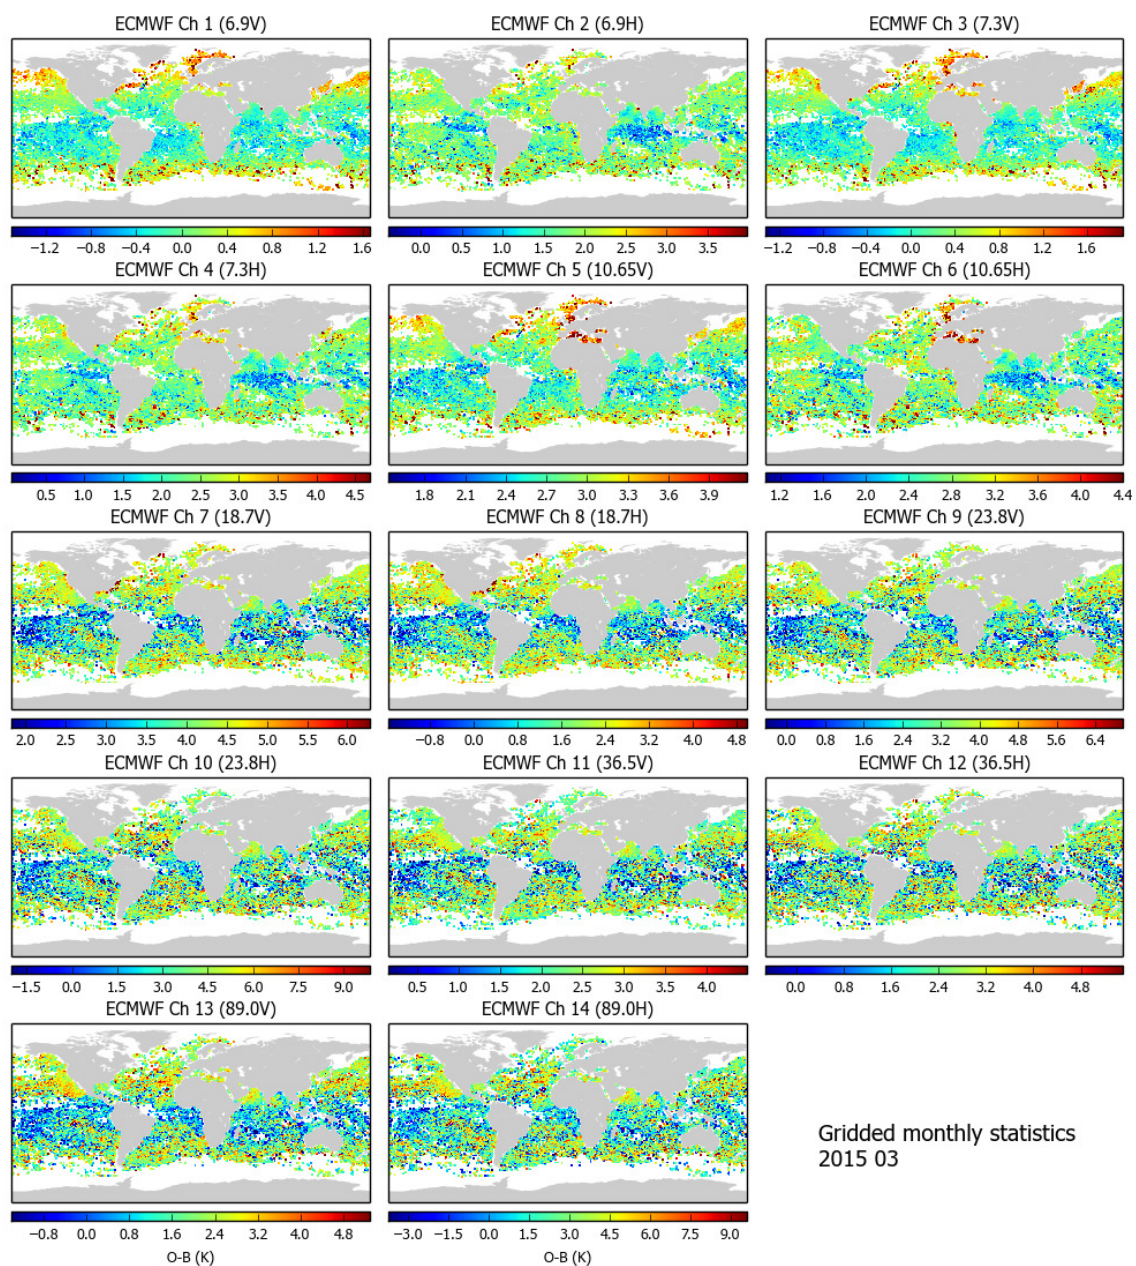 ECMWF Ch 1 (6.9V) ECMWF Ch 2 (6.9H) ECMWF Ch 3 (7.3V)
−1.2 −0.8 −0.4 0.0 0.4 0.8 1.2 1.6 0.0 0.5 1.0 1.5 2.0 2.5 3.0 3.5 −1.2 −0.8 −0.4 0.0 0.4 0.8 1.2 1.6
ECMWF Ch 4 (7.3H) ECMWF Ch 5 (10.65V) ECMWF Ch 6 (10.65H)
0.5 1.0 1.5 2.0 2.5 3.0 3.5 4.0 4.5 1.8 2.1 2.4 2.7 3.0 3.3 3.6 3.9 1.2 1.6 2.0 2.4 2.8 3.2 3.6 4.0 4.4
ECMWF Ch 7 (18.7V) ECMWF Ch 8 (18.7H) ECMWF Ch 9 (23.8V)
2.0 2.5 3.0 3.5 4.0 4.5 5.0 5.5 6.0 −0.8 0.0 0.8 1.6 2.4 3.2 4.0 4.8 0.0 0.8 1.6 2.4 3.2 4.0 4.8 5.6 6.4
ECMWF Ch 10 (23.8H) ECMWF Ch 11 (36.5V) ECMWF Ch 12 (36.5H)
−1.5 0.0 1.5 3.0 4.5 6.0 7.5 9.0 0.5 1.0 1.5 2.0 2.5 3.0 3.5 4.0 0.0 0.8 1.6 2.4 3.2 4.0 4.8
ECMWF Ch 13 (89.0V) ECMWF Ch 14 (89.0H)
Gridded monthly statistics
2015 03
−0.8 0.0 0.8 1.6 2.4 3.2 4.0 4.8 −3.0 −1.5 0.0 1.5 3.0 4.5 6.0 7.5 9.0
O-B (K) O-B (K)